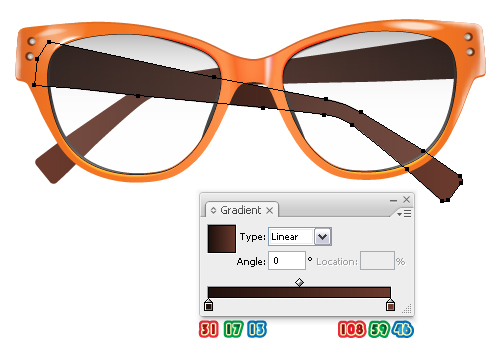 Gradient
Type: Linear
Angle: 0 ° Location: %
31 17 13 108 59 46